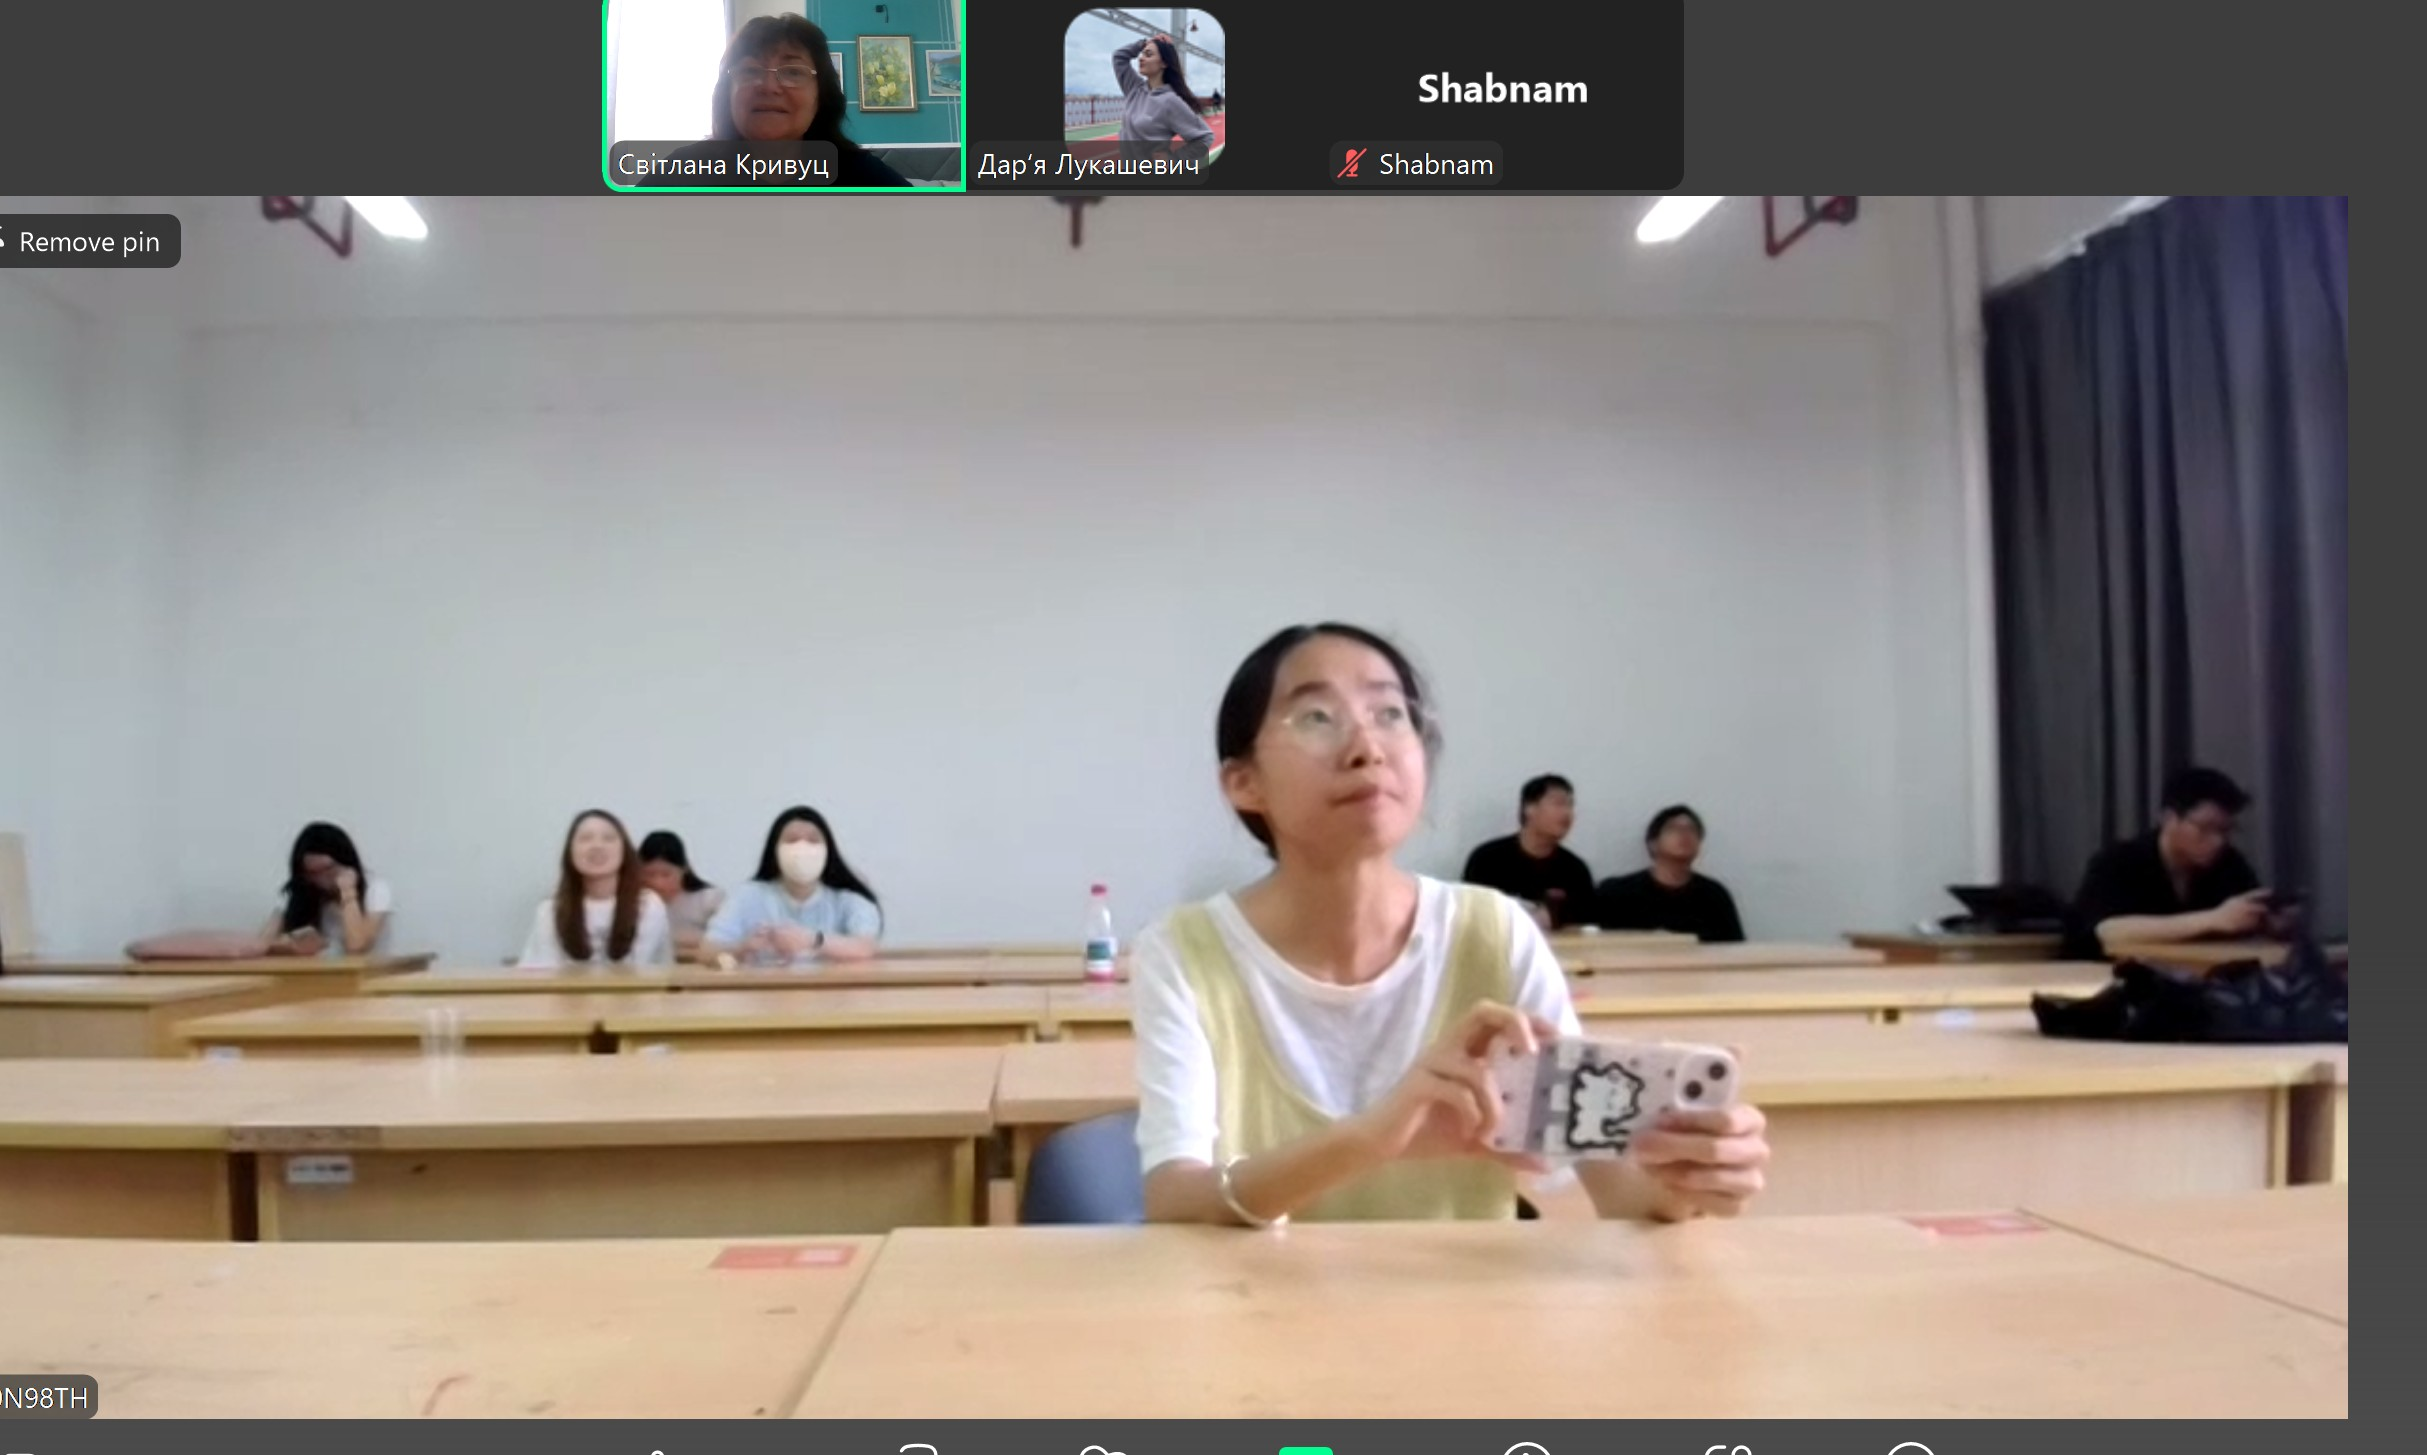 Shabnam
Світлана Кривуц
Дар‘я Лукашевич
Shabnam
Remove pin
N98TH